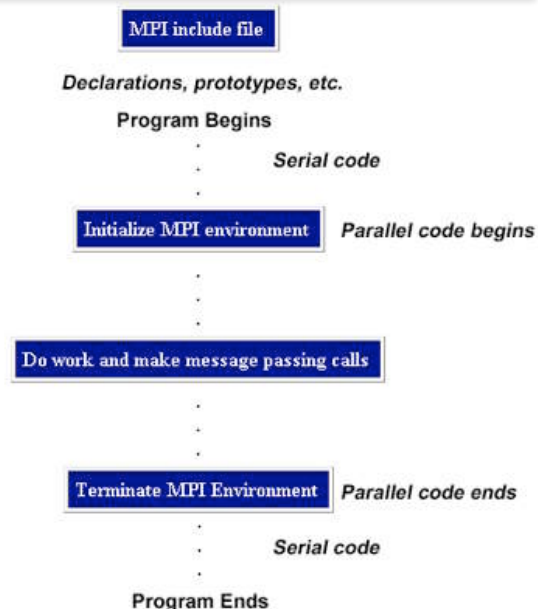 MPI include file
Declarations, prototypes, etc.
Program Begins
Serial code
Initialize MPI environment Parallel code begins
Do work and make message passing calls
Terminate MPI Environment Parallel code ends
Serial code
Program Ends